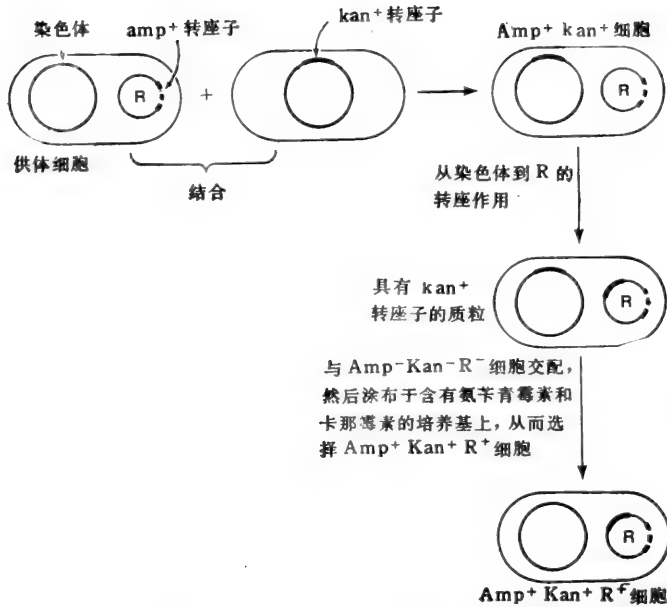 染色体
amp+ 转座子
kan+ 转座子
Amp+ kan+ 细胞
R
+
R
供体细胞
结合
从染色体到 R 的
转座作用
具有 kan+
转座子的质粒
R
与 Amp-Kan-R- 细胞交配，
然后涂布于含有氨苄青霉素和
卡那霉素的培养基上，从而选
择 Amp+ Kan+ R+ 细胞
R
Amp+ Kan+ R+ 细胞